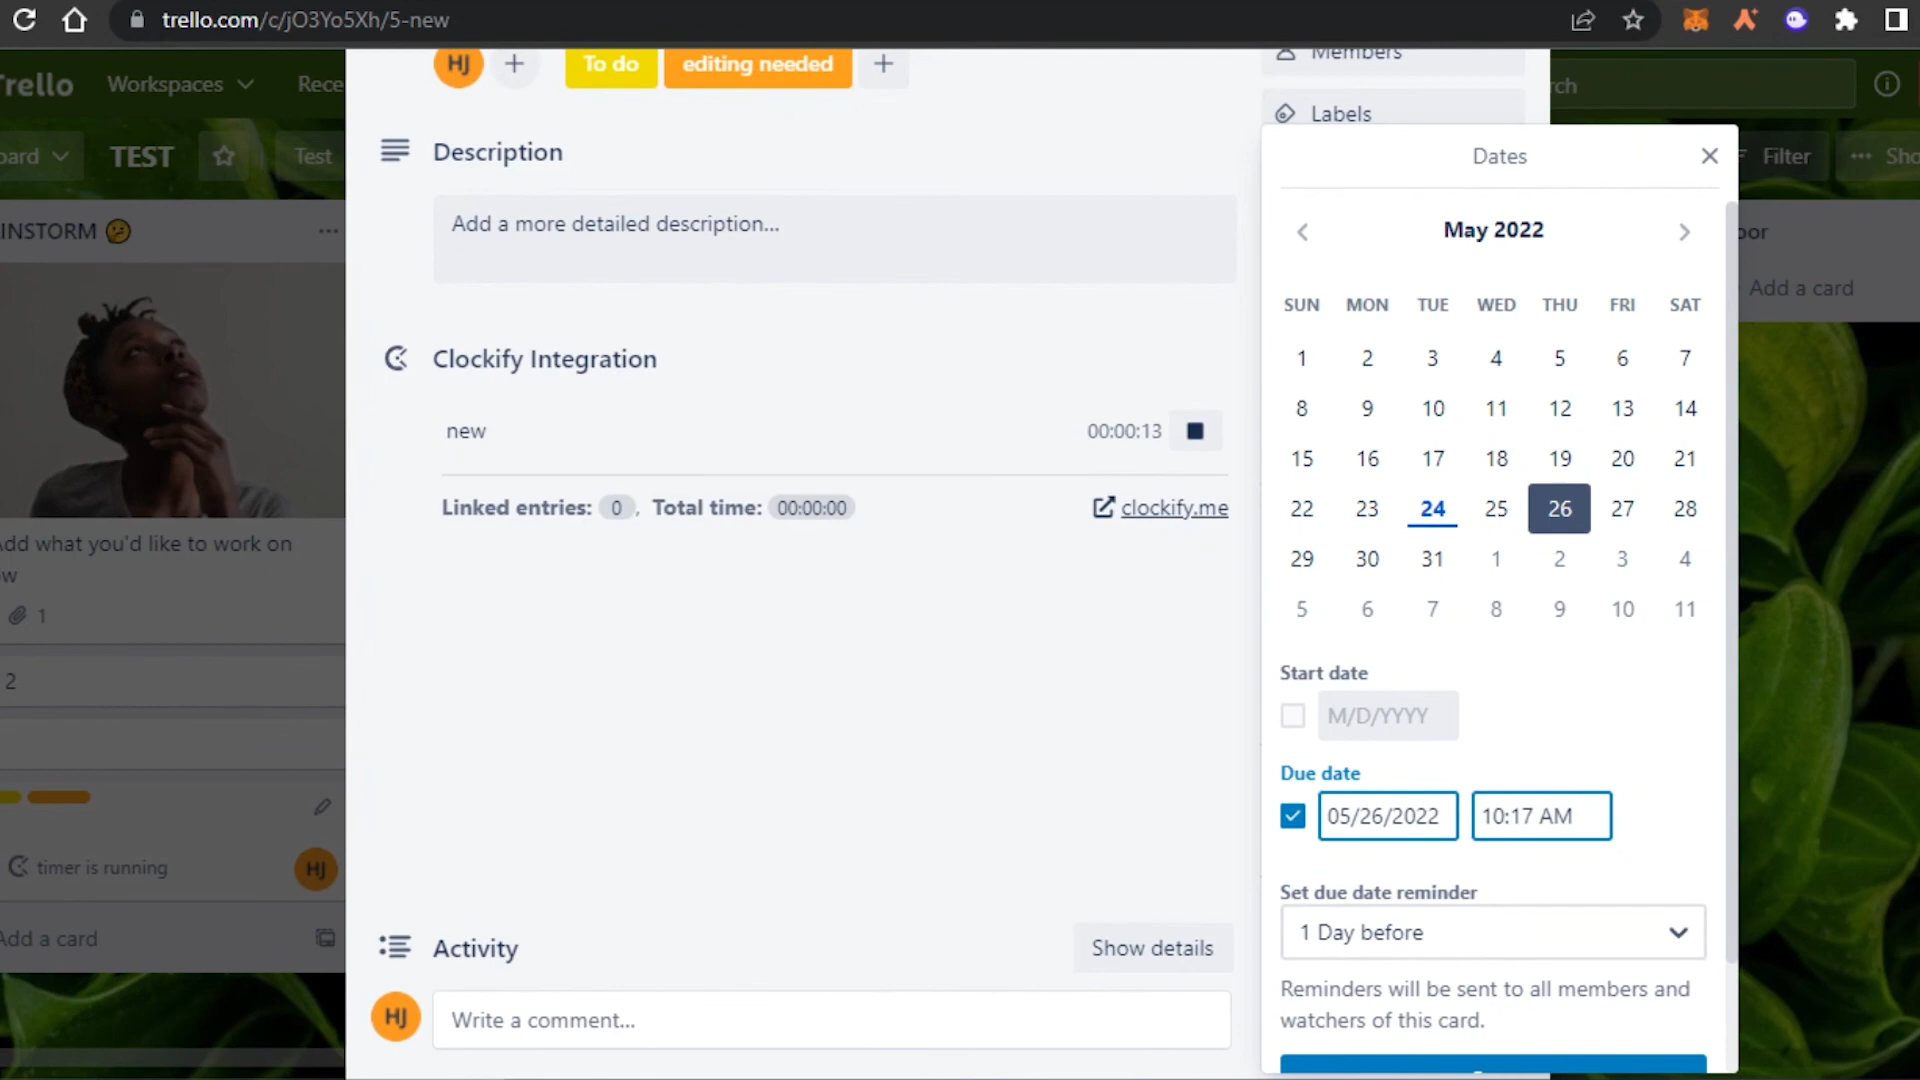 trello.com/c/jO3Yo5Xh/5-new
Trello
Workspaces
TEST
Test
Filter
HJ
To do
editing needed
Members
Labels
Description
Add a more detailed description...
Clockify Integration
new
00:00:13
Linked entries: 0, Total time: 00:00:00
clockify.me
Activity
Show details
HJ
Write a comment...
Dates
May 2022
SUN MON TUE WED THU FRI SAT
1 2 3 4 5 6 7
8 9 10 11 12 13 14
15 16 17 18 19 20 21
22 23 24 25 26 27 28
29 30 31 1 2 3 4
5 6 7 8 9 10 11
Start date
M/D/YYYY
Due date
05/26/2022 10:17 AM
Set due date reminder
1 Day before
Reminders will be sent to all members and
watchers of this card.
INSTORM
Add what you'd like to work on
1
2
timer is running
HJ
Add a card
Add a card